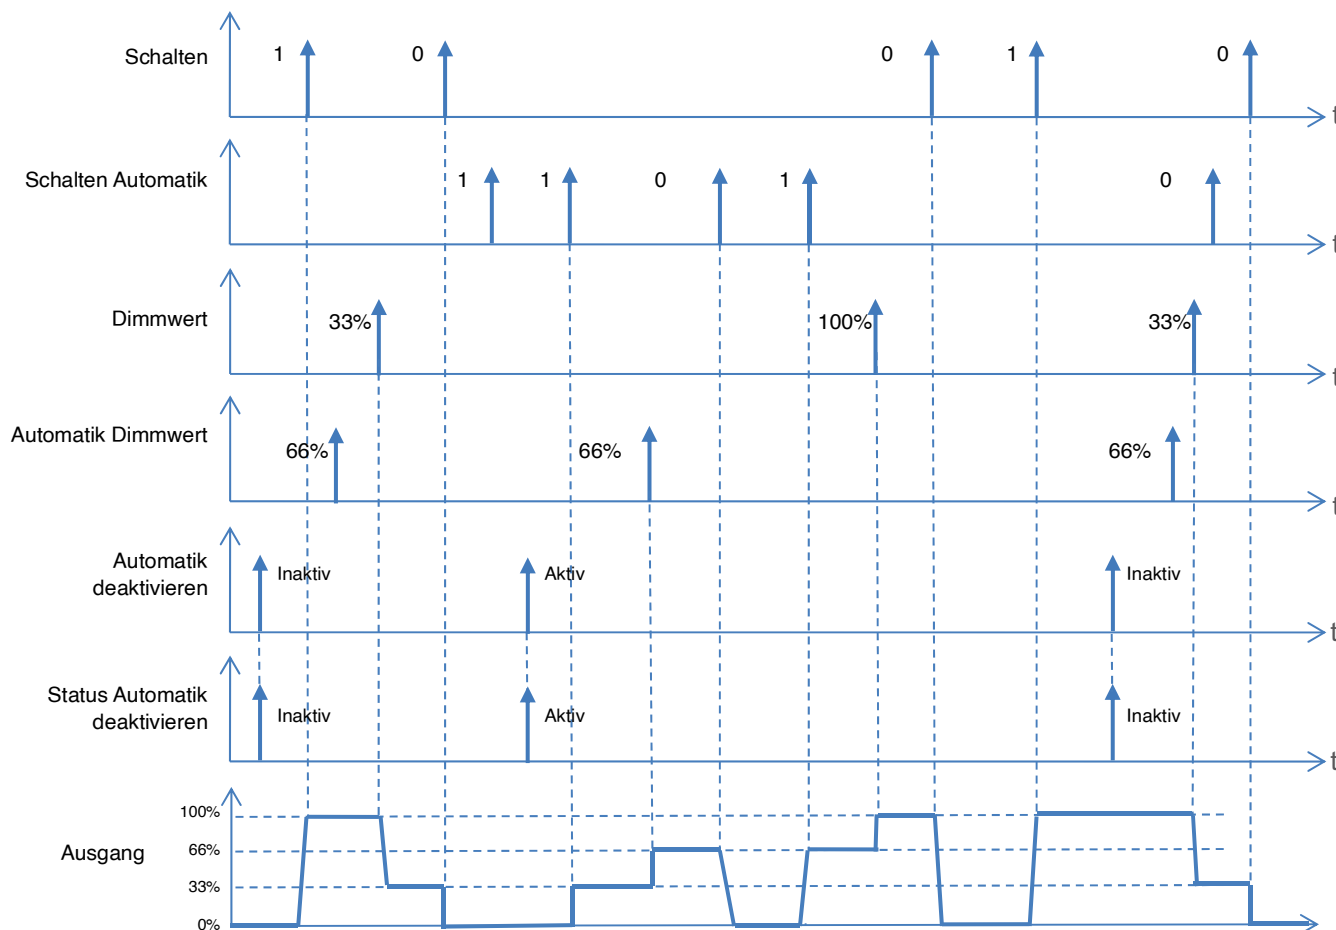 Schalten
1
0
0
1
0
t
Schalten Automatik
1
1
0
1
0
t
Dimmwert
33%
100%
33%
t
Automatik Dimmwert
66%
66%
66%
t
Automatik
deaktivieren
Inaktiv
Aktiv
Inaktiv
t
Status Automatik
deaktivieren
Inaktiv
Aktiv
Inaktiv
t
Ausgang
100%
66%
33%
0%